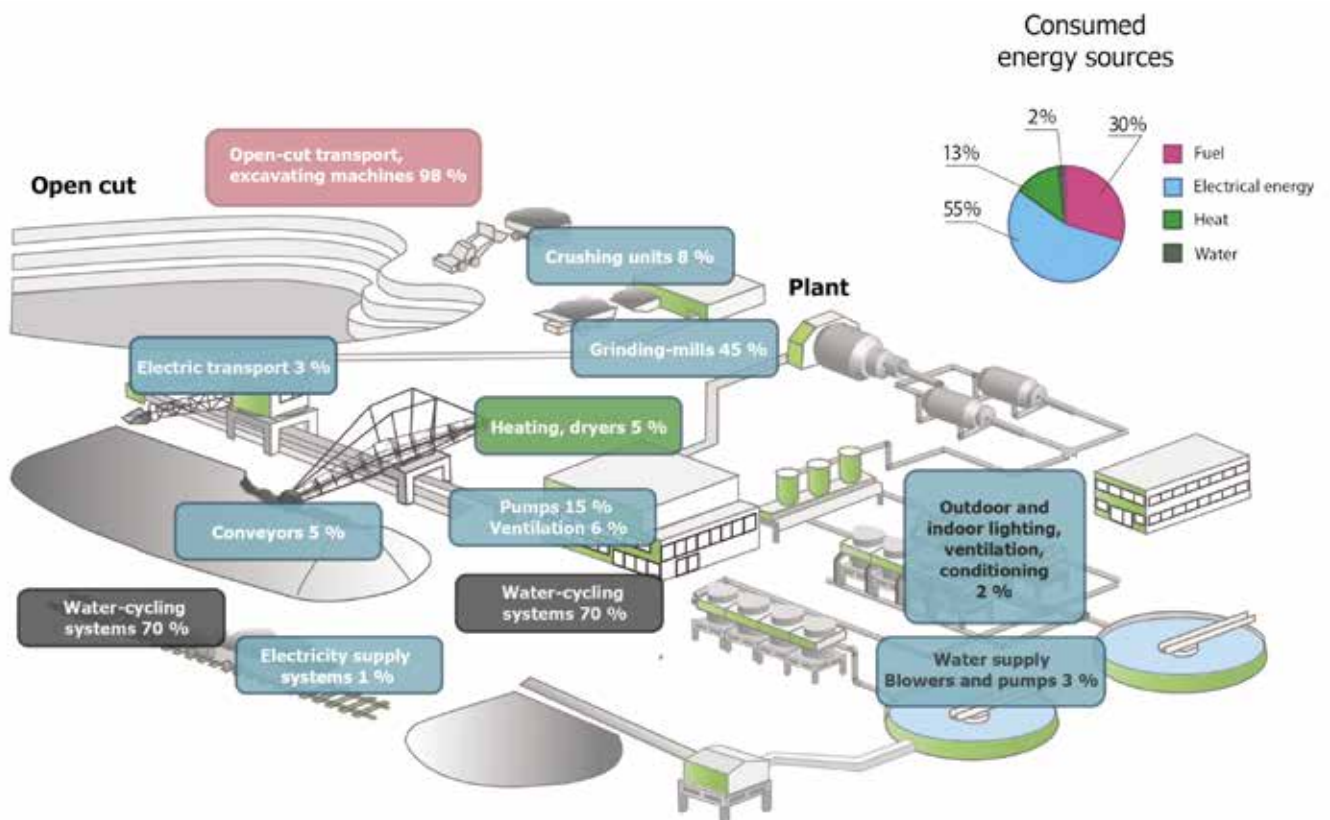 Consumed
energy sources
2%
30%
13%
55%
Fuel
Electrical energy
Heat
Water
Open-cut transport,
excavating machines 98 %
Open cut
Crushing units 8 %
Plant
Grinding-mills 45 %
Electric transport 3 %
Heating, dryers 5 %
Pumps 15 %
Ventilation 6 %
Conveyors 5 %
Outdoor and
indoor lighting,
ventilation,
conditioning
2 %
Water-cycling
systems 70 %
Water-cycling
systems 70 %
Electricity supply
systems 1 %
Water supply
Blowers and pumps 3 %